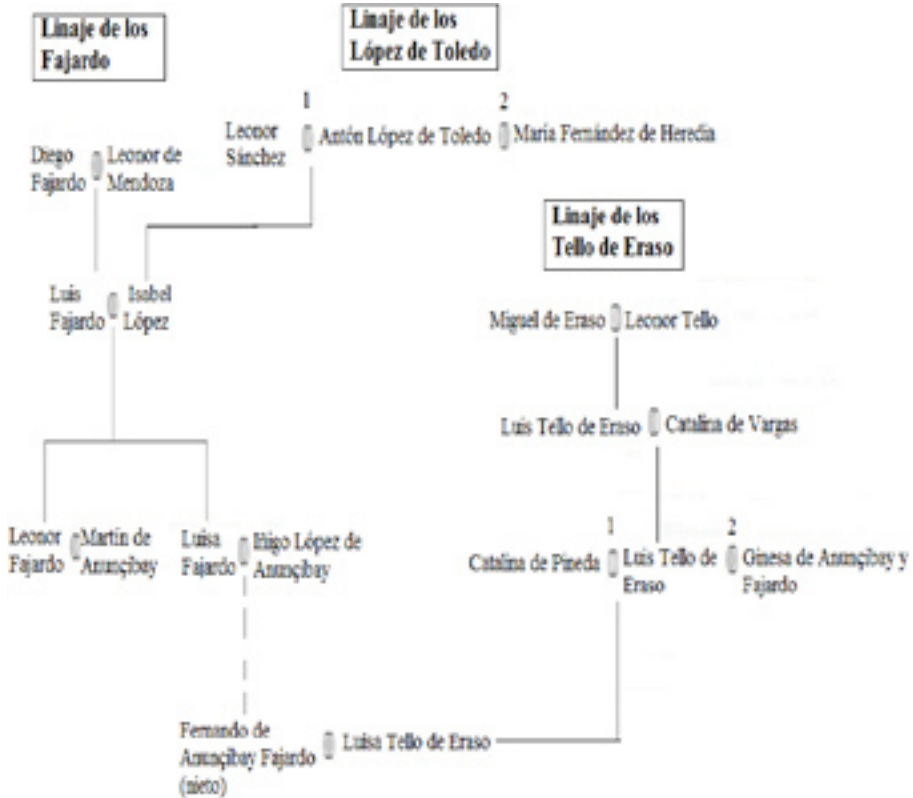 Linaje de los
Fajardo
Linaje de los
López de Toledo
1
2
Leonor
Sánchez
Antón López de Toledo
María Fernández de Heredia
Diego
Fajardo
Leonor de
Mendoza
Linaje de los
Tello de Eraso
Luis
Fajardo
Isabel
López
Miguel de Eraso
Leonor Tello
Luis Tello de Eraso
Catalina de Vargas
Leonor
Fajardo
Martín de
Anunçibay
Luisa
Fajardo
Iñigo López de
Anunçibay
1
2
Catalina de Pineda
Luis Tello de
Eraso
Ginesa de Anunçibay y
Fajardo
Fernando de
Anunçibay Fajardo
(nieto)
Luisa Tello de Eraso